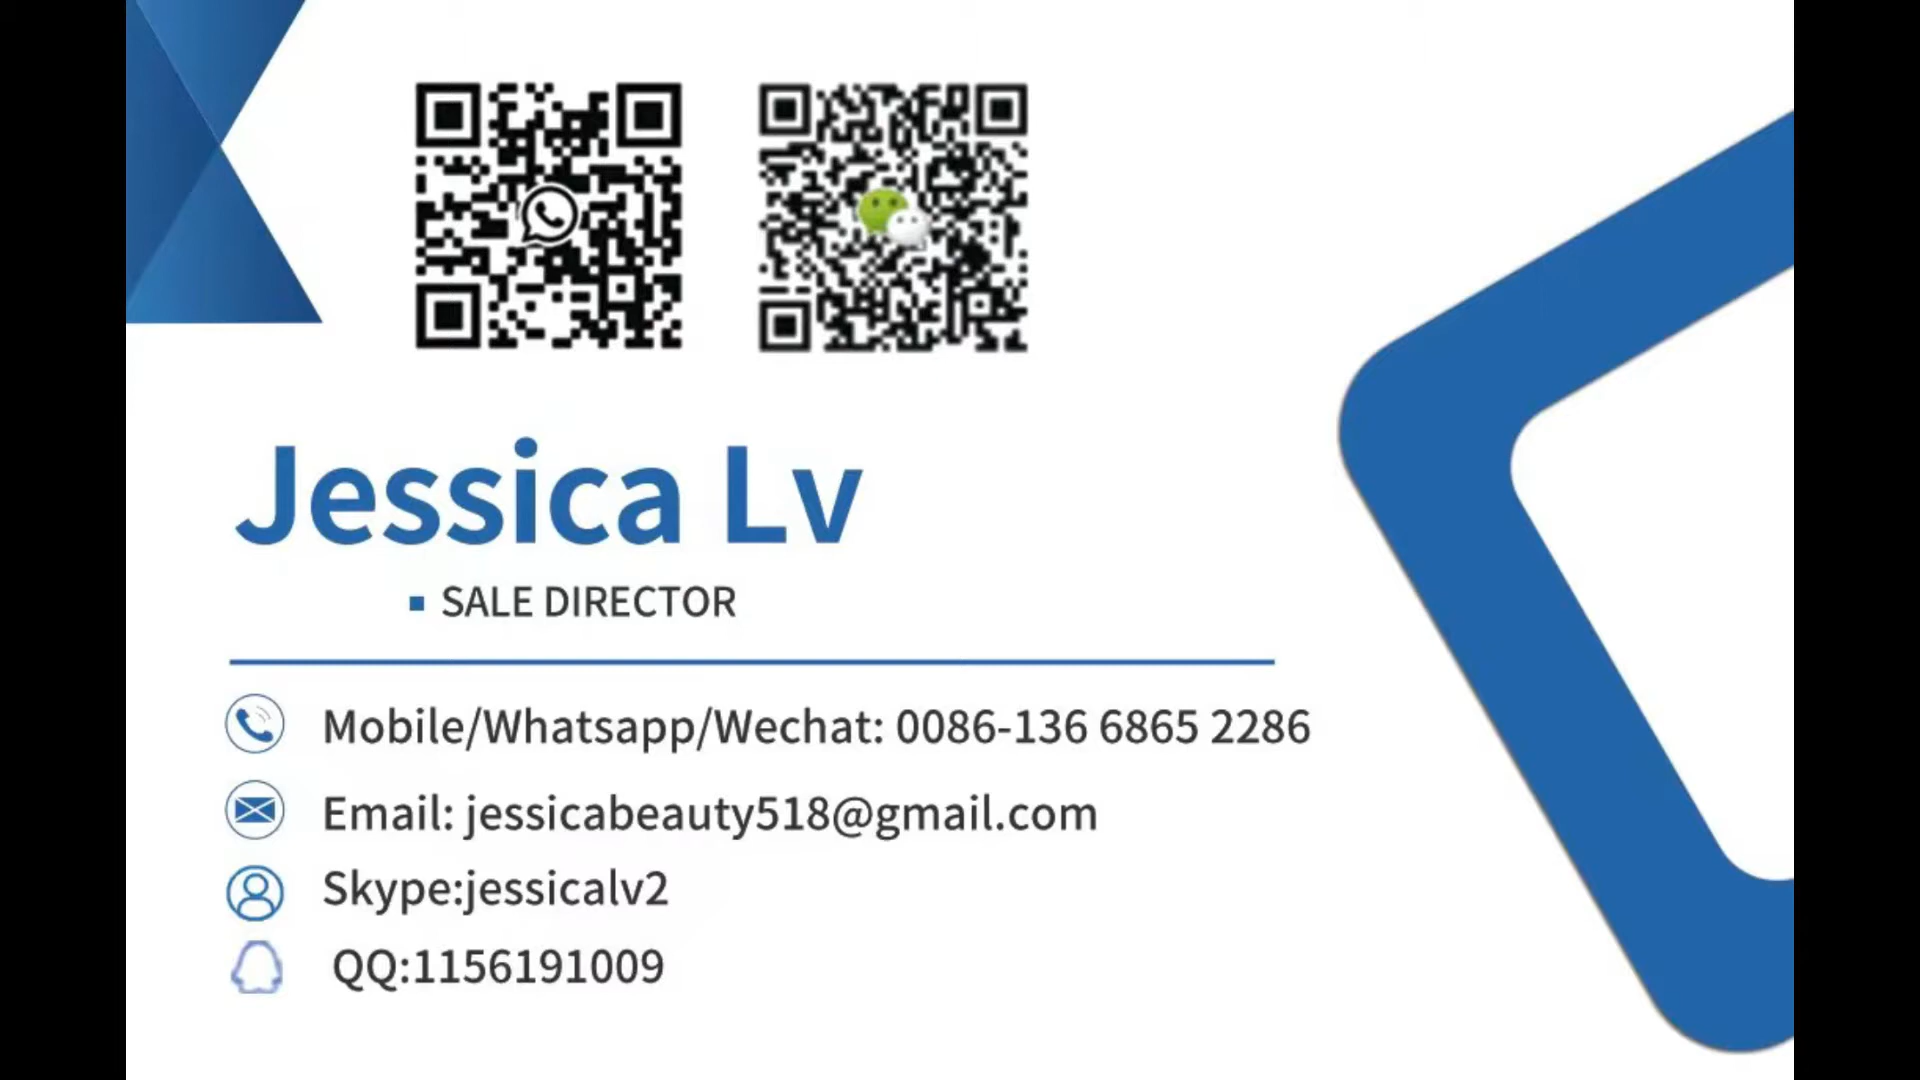 Jessica Lv
SALE DIRECTOR
Mobile/Whatsapp/Wechat: 0086-136 6865 2286
Email: jessicabeauty518@gmail.com
Skype:jessicalv2
QQ:1156191009